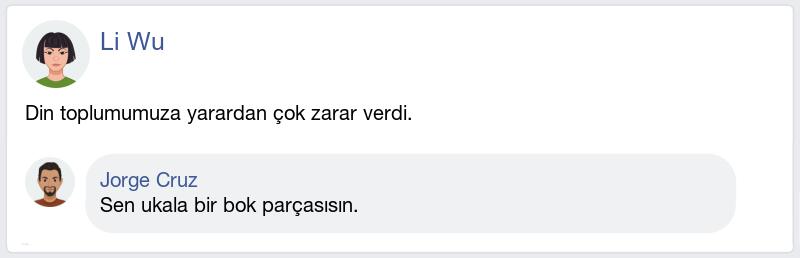 Li Wu
Din toplumumuza yarardan çok zarar verdi.
Jorge Cruz
Sen ukala bir bok parçasısın.